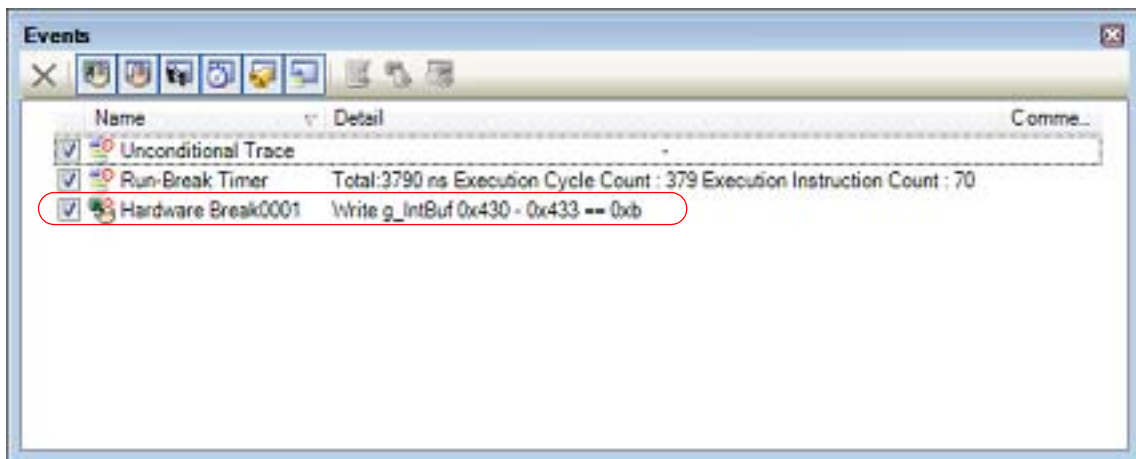 Events
Name Detail Comme...
Unconditional Trace -
Run-Break Timer Total:3790 ns Execution Cycle Count : 379 Execution Instruction Count : 70
Hardware Break0001 Write g_IntBuf 0x430 - 0x433 == 0xb